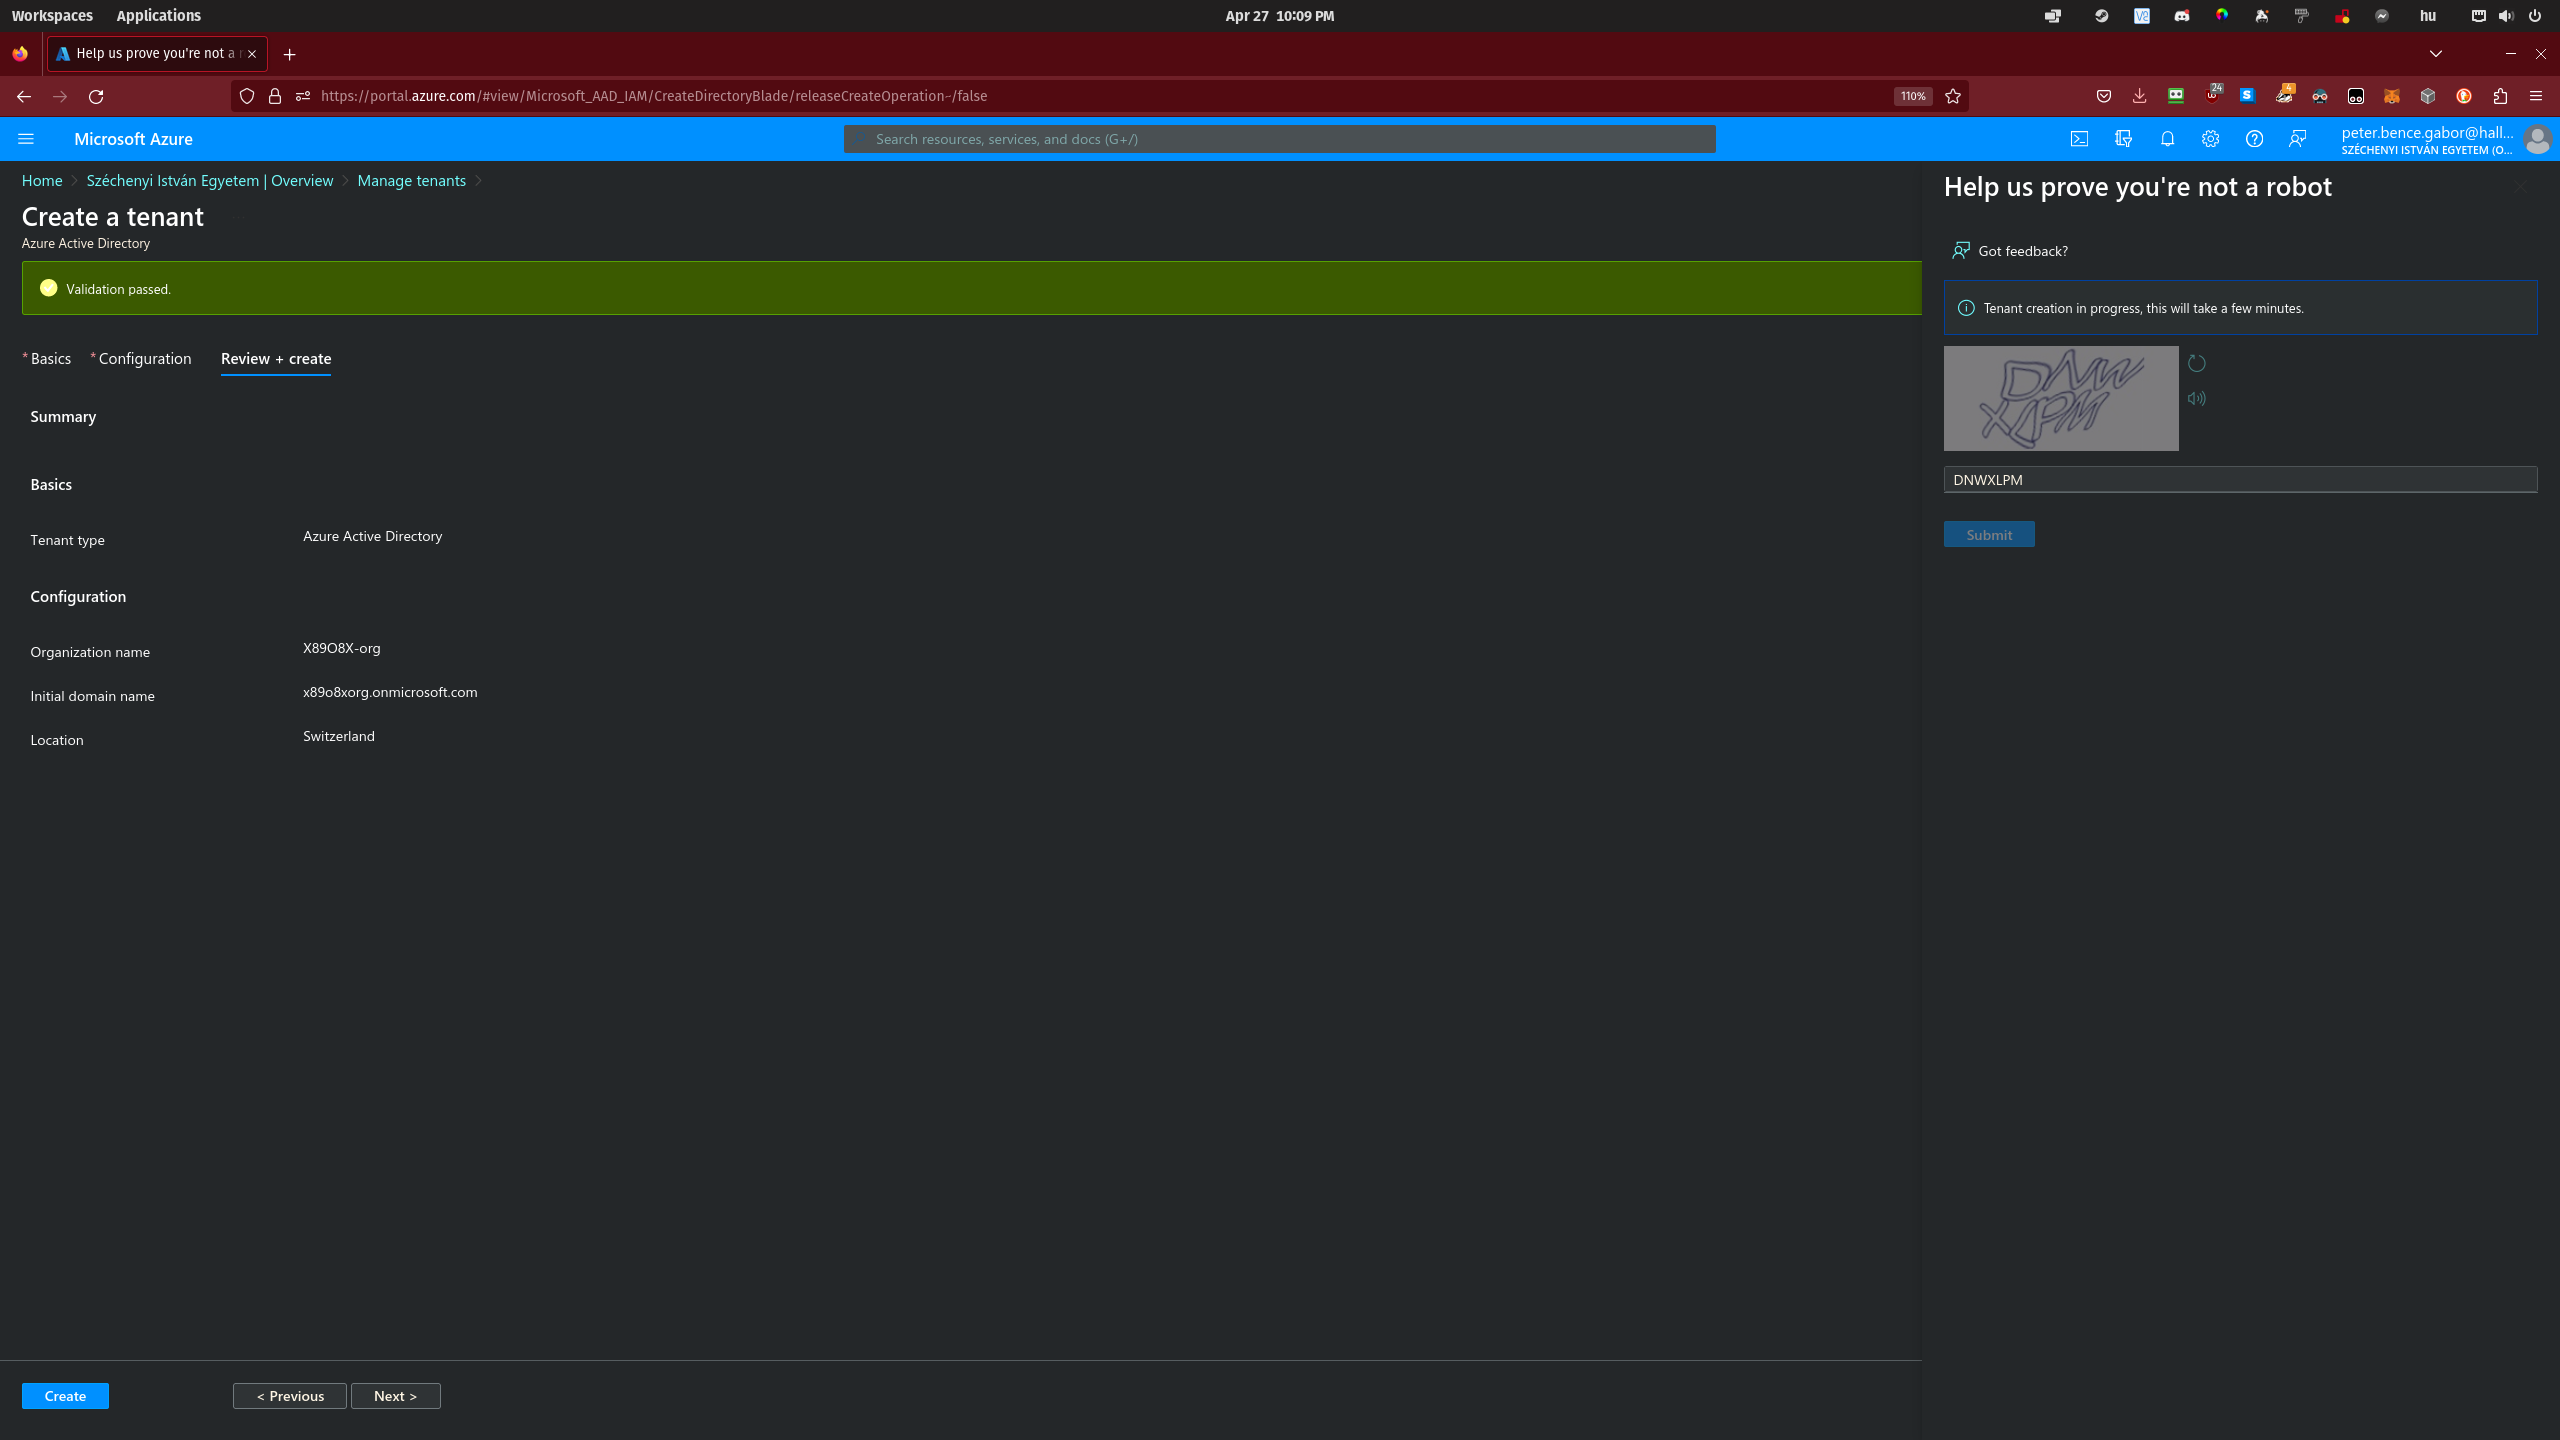 Workspaces Applications Apr 27 10:09 PM hu
Help us prove you're not a r
https://portal.azure.com/#view/Microsoft_AAD_IAM/CreateDirectoryBlade/releaseCreateOperation~/false 110% 24 4
Microsoft Azure Search resources, services, and docs (G+/) peter.bence.gabor@hall...
SZÉCHENYI ISTVÁN EGYETEM (O...
Home > Széchenyi István Egyetem | Overview > Manage tenants >
Create a tenant
Azure Active Directory
Validation passed.
* Basics * Configuration Review + create
Summary
Basics
Tenant type Azure Active Directory
Configuration
Organization name X89O8X-org
Initial domain name x89o8xorg.onmicrosoft.com
Location Switzerland
Create < Previous Next >
Help us prove you're not a robot
Got feedback?
Tenant creation in progress, this will take a few minutes.
DNWXLPM
Submit